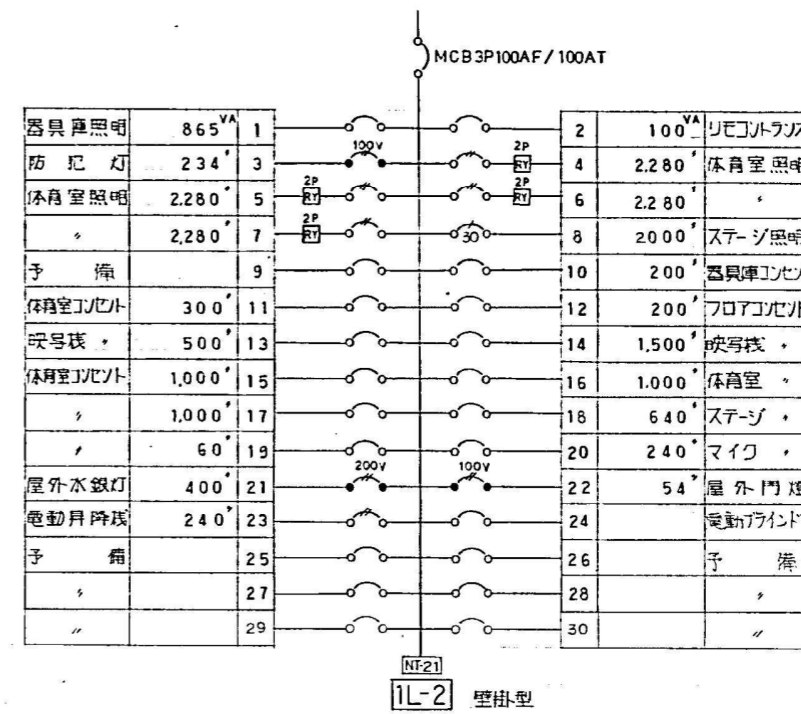 MCB3P100AF/100AT
器具庫照明 865VA 1 2 100VA リモコントランス
防犯灯 234〃 3 100V 2P RY 4 2,280〃 体育室照明
体育室照明 2,280〃 5 2P RY 2P RY 6 2,280 〃
〃 2,280〃 7 2P RY 30 8 2000〃 ステージ照明
予備 9 10 200〃 器具庫コンセント
体育室コンセント 300〃 11 12 200〃 フロアコンセント
映写機〃 500〃 13 14 1,500〃 映写機〃
体育室コンセント 1,000〃 15 16 1.000〃 体育室〃
〃 1,000〃 17 18 640〃 ステージ〃
〃 60〃 19 20 240〃 マイク〃
屋外水銀灯 400〃 21 200V 100V 22 54〃 屋外門燈
電動昇降機 240〃 23 24 電動ブラインド
予備 25 26 予備
〃 27 28 〃
〃 29 30 〃
NT-21
1L-2 壁掛型